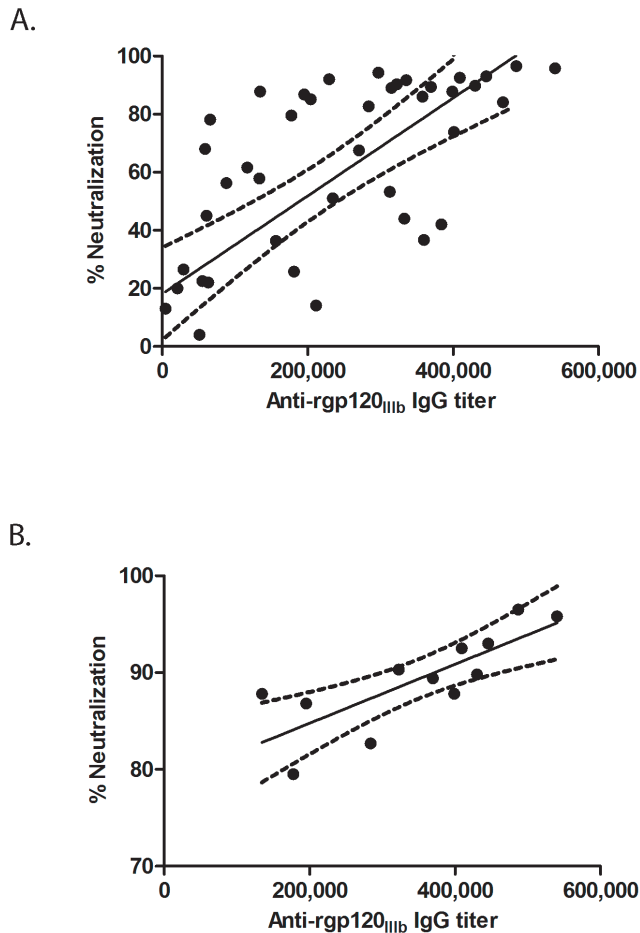 A.
100
80
60
40
20
0
% Neutralization
0 200,000 400,000 600,000
Anti-rgp120IIIb IgG titer
B.
100
90
80
70
% Neutralization
0 200,000 400,000 600,000
Anti-rgp120IIIb IgG titer